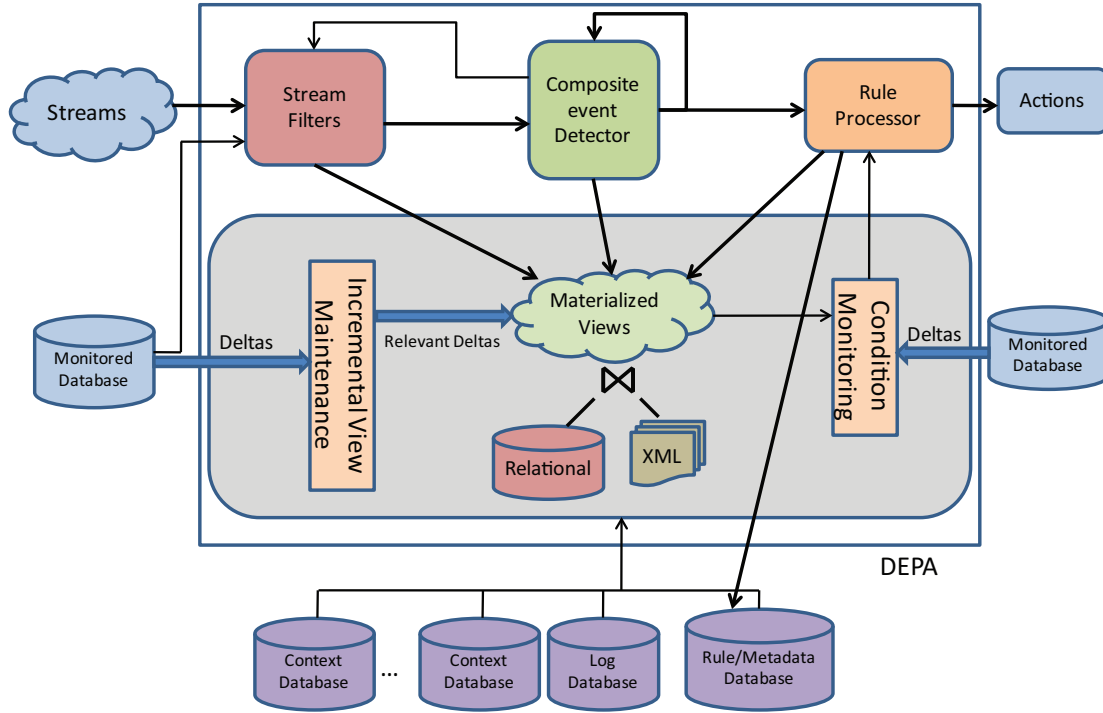 Streams
Stream
Filters
Composite
event
Detector
Rule
Processor
Actions
Monitored
Database
Deltas
Incremental View
Maintenance
Relevant Deltas
Materialized
Views
Relational
XML
Condition
Monitoring
Deltas
Monitored
Database
DEPA
Context
Database
...
Context
Database
Log
Database
Rule/Metadata
Database